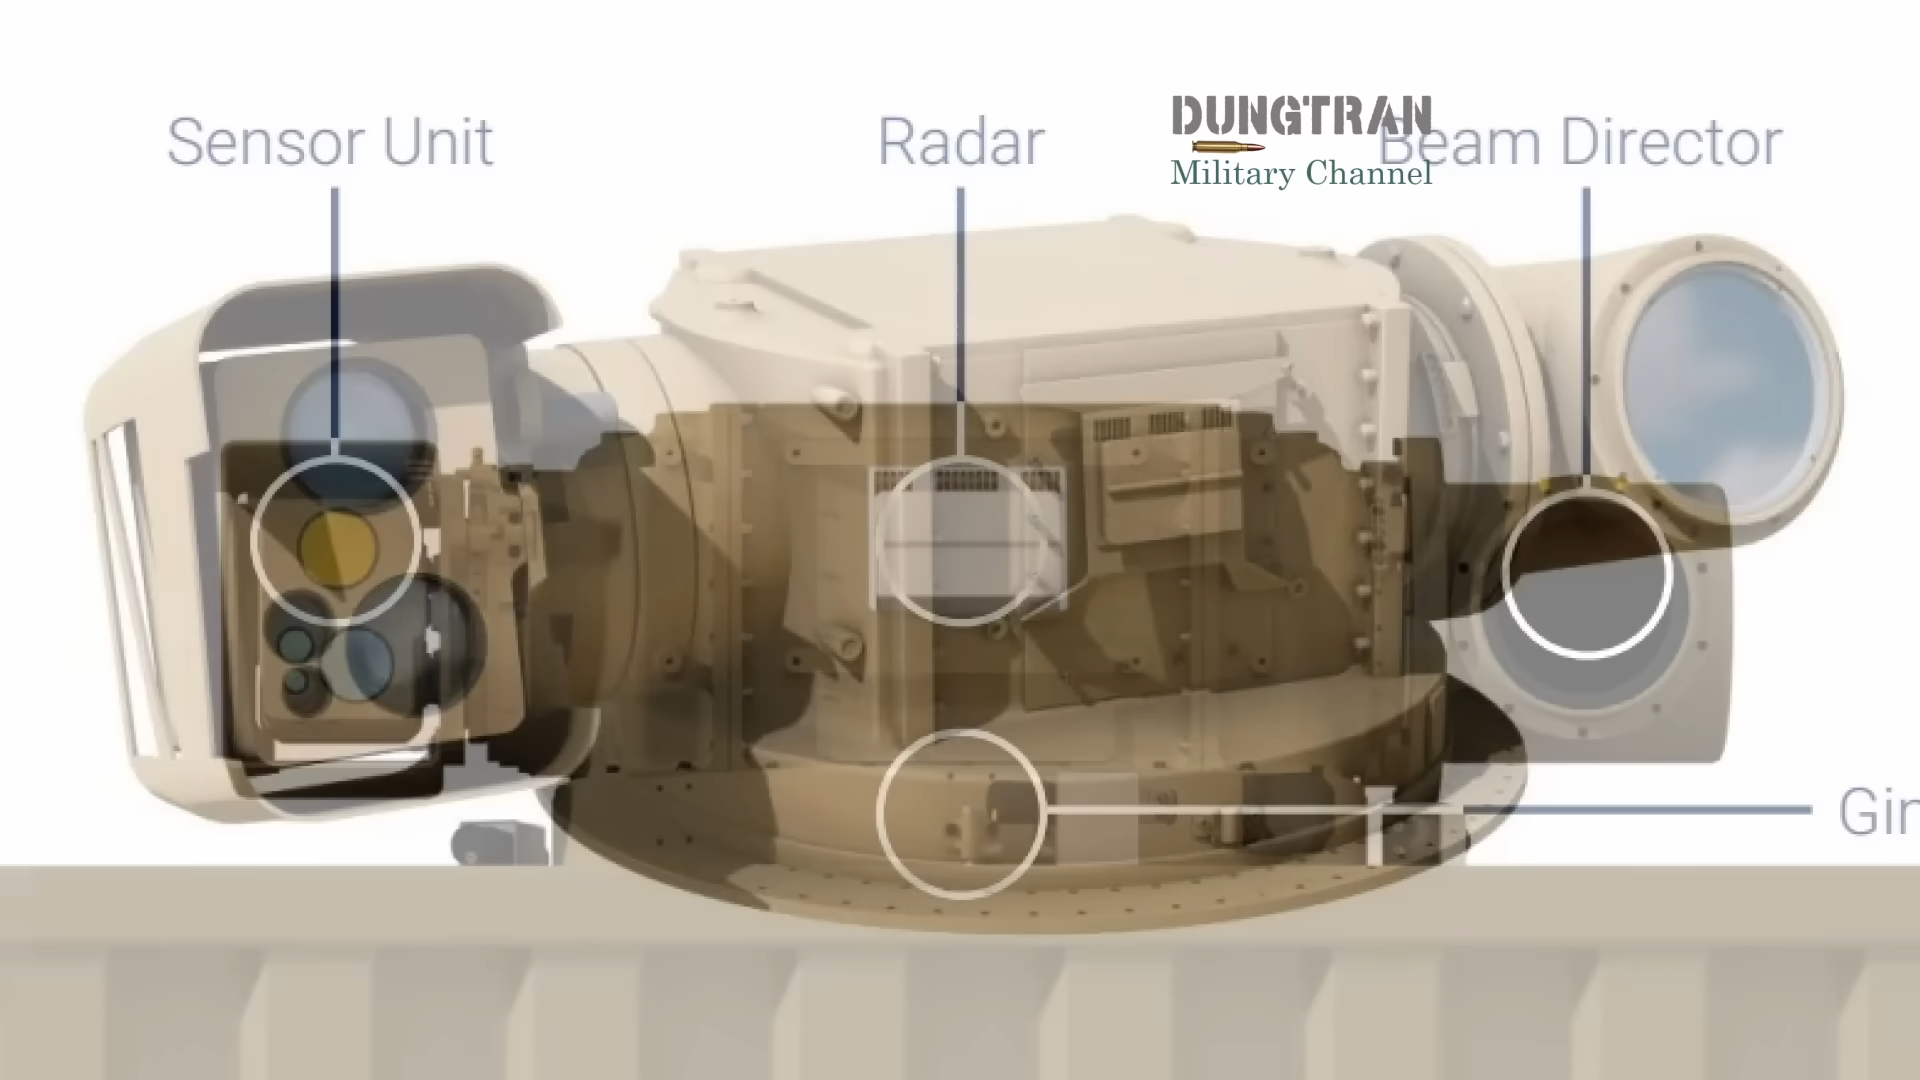 Sensor Unit
Radar
DUNGTRAN
Military Channel
Beam Director